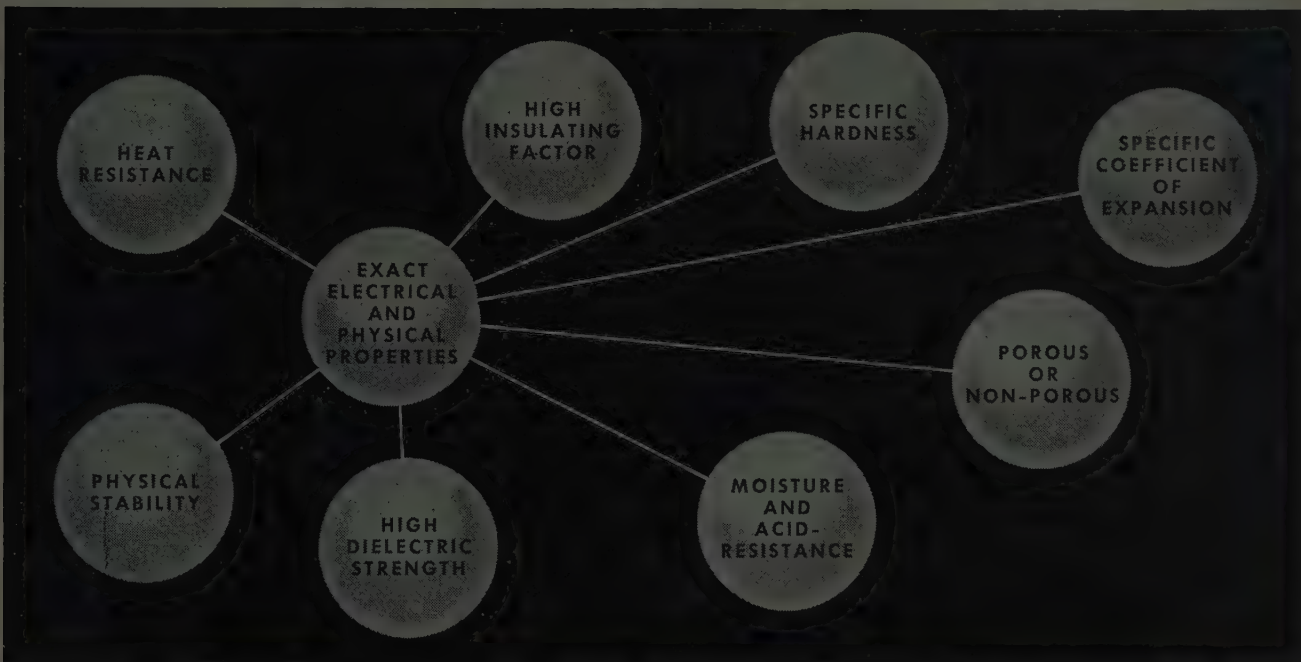 HEAT
RESISTANCE
HIGH
INSULATING
FACTOR
SPECIFIC
HARDNESS
SPECIFIC
COEFFICIENT
OF
EXPANSION
EXACT
ELECTRICAL
AND
PHYSICAL
PROPERTIES
POROUS
OR
NON-POROUS
PHYSICAL
STABILITY
HIGH
DIELECTRIC
STRENGTH
MOISTURE
AND
ACID-
RESISTANCE